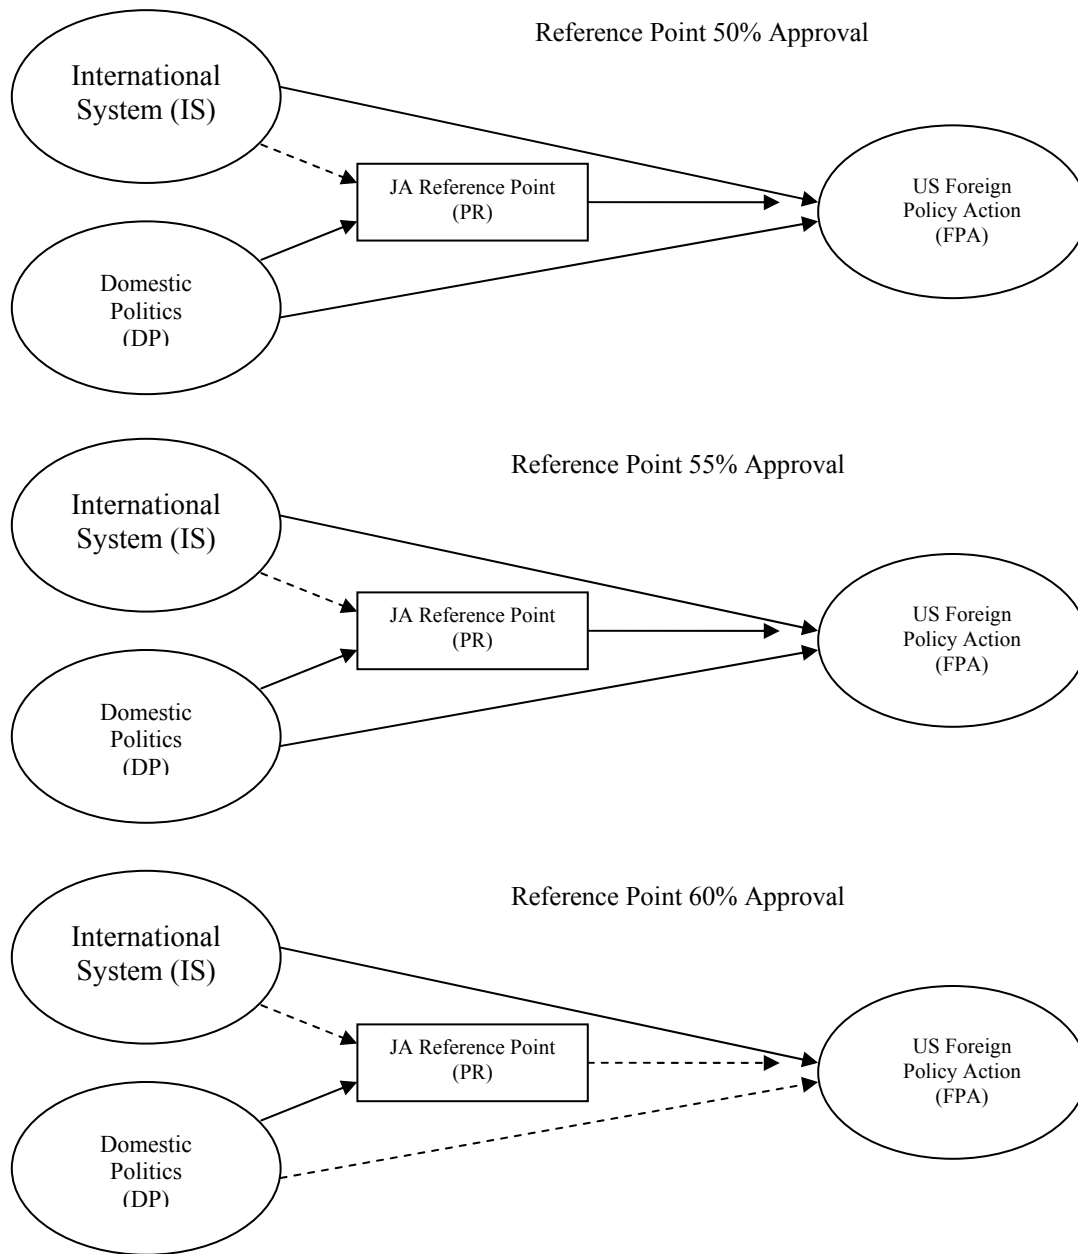 Reference Point 50% Approval
International
System (IS)
JA Reference Point
(PR)
US Foreign
Policy Action
(FPA)
Domestic
Politics
(DP)
Reference Point 55% Approval
International
System (IS)
JA Reference Point
(PR)
US Foreign
Policy Action
(FPA)
Domestic
Politics
(DP)
Reference Point 60% Approval
International
System (IS)
JA Reference Point
(PR)
US Foreign
Policy Action
(FPA)
Domestic
Politics
(DP)